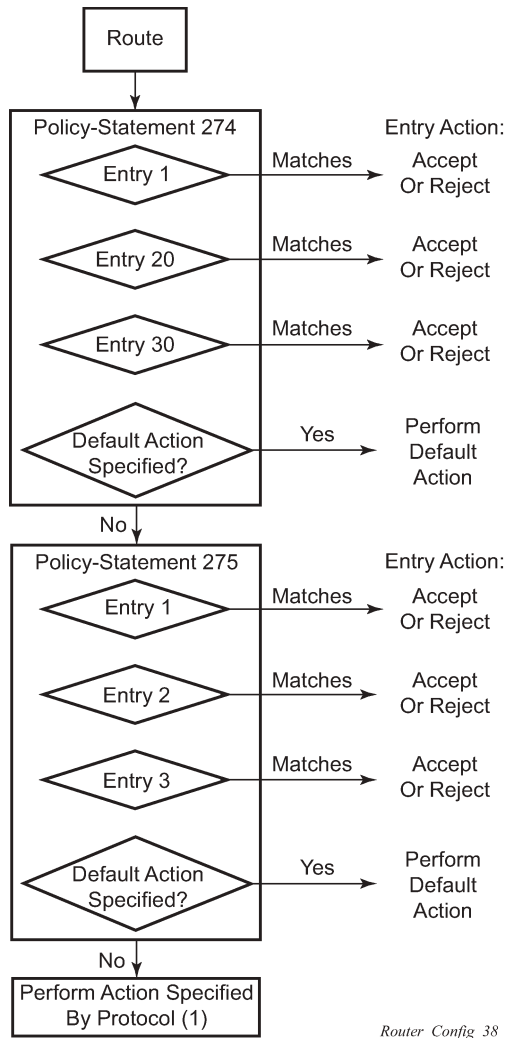 Route
Policy-Statement 274
Entry Action:
Entry 1
Matches
Accept
Or Reject
Entry 20
Matches
Accept
Or Reject
Entry 30
Matches
Accept
Or Reject
Default Action
Specified?
Yes
Perform
Default
Action
No
Policy-Statement 275
Entry Action:
Entry 1
Matches
Accept
Or Reject
Entry 2
Matches
Accept
Or Reject
Entry 3
Matches
Accept
Or Reject
Default Action
Specified?
Yes
Perform
Default
Action
No
Perform Action Specified
By Protocol (1)
Router_Config_38